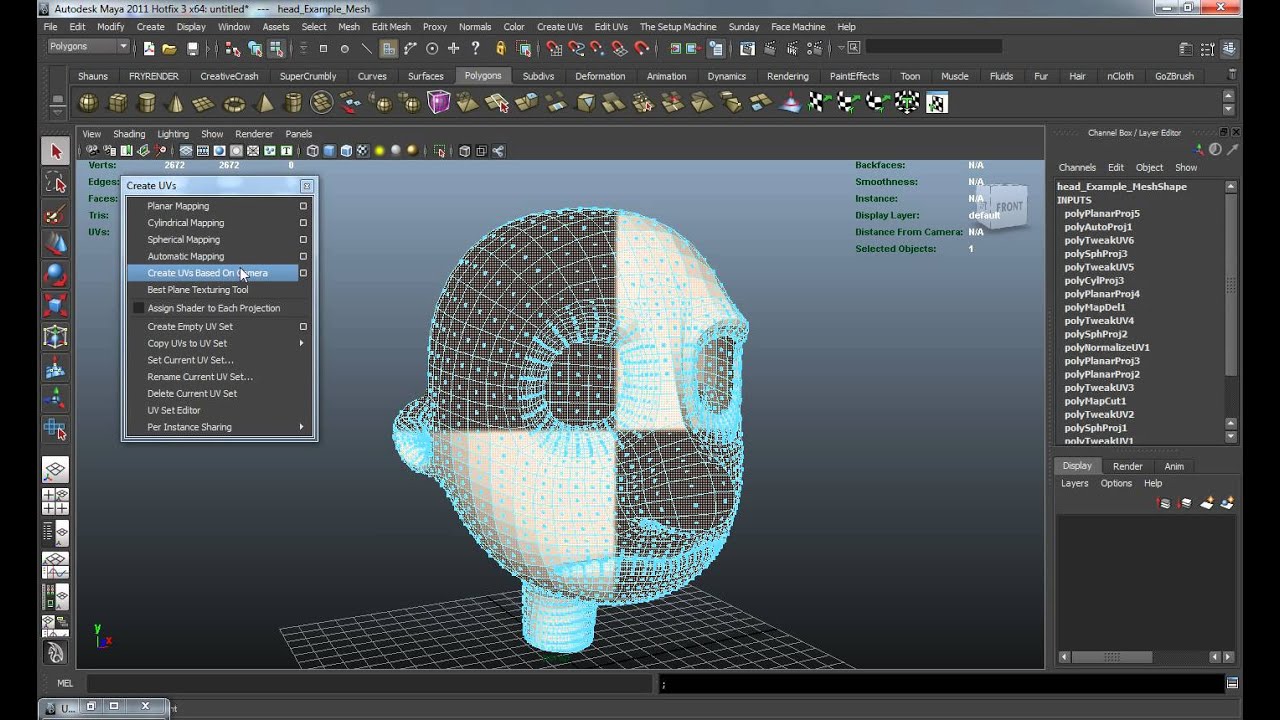 Autodesk Maya 2011 Hotfix 3 x64: untitled* --- head_Example_Mesh
File Edit Modify Create Display Window Assets Select Mesh Edit Mesh Proxy Normals Color Create UVs Edit UVs The Setup Machine Sunday Face Machine Help
Polygons
Shauns FRYRENDER CreativeCrash SuperCrumbly Curves Surfaces Polygons Subdivs Deformation Animation Dynamics Rendering PaintEffects Toon Muscle Fluids Fur Hair nCloth GoZBrush
View Shading Lighting Show Renderer Panels
Channel Box / Layer Editor
Channels Edit Object Show
Verts: 2672 2672 0
Edges:
Faces:
Tris:
UVs:
Create UVs
Planar Mapping
Cylindrical Mapping
Spherical Mapping
Automatic Mapping
Create UVs Based On Camera
Best Plane Texturing Tool
Assign Shader to Each Projection
Create Empty UV Set
Copy UVs to UV Set
Set Current UV Set...
Rename Current UV Set...
Delete Current UV Set
UV Set Editor
Per Instance Sharing
Backfaces: N/A
Smoothness: N/A
Instance: N/A
Display Layer: default
Distance From Camera: N/A
Selected Objects: 1
FRONT
head_Example_MeshShape
INPUTS
polyPlanarProj5
polyAutoProj1
polyTweakUV6
polySphProj3
polyTweakUV5
polyCylProj3
polyPlanarProj4
polyMapDel1
polyTweakUV4
polySphProj2
polyNormalizeUV1
polyPlanarProj3
polyPlanarProj2
polyTweakUV3
polyMapCut1
polyTweakUV2
polySphProj1
polyTweakUV1
Display Render Anim
Layers Options Help
y
x
MEL
;
U...